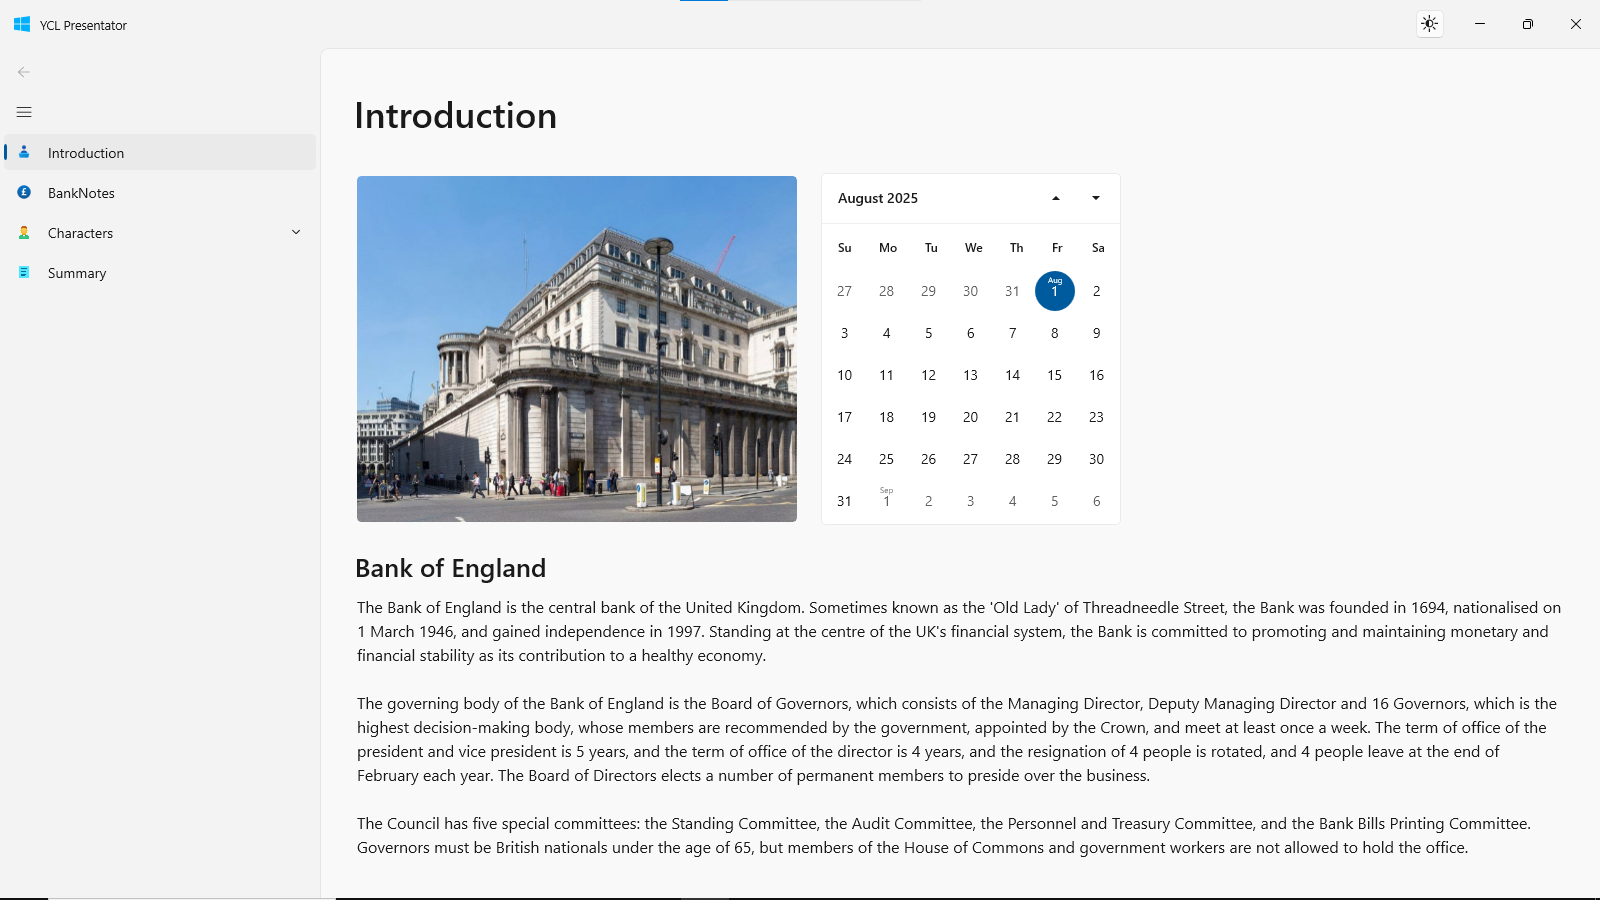 YCL Presentator
Introduction
BankNotes
Characters
Summary
Introduction
August 2025
Su Mo Tu We Th Fr Sa
27 28 29 30 31 Aug 1 2
3 4 5 6 7 8 9
10 11 12 13 14 15 16
17 18 19 20 21 22 23
24 25 26 27 28 29 30
31 Sep 1 2 3 4 5 6
Bank of England
The Bank of England is the central bank of the United Kingdom. Sometimes known as the 'Old Lady' of Threadneedle Street, the Bank was founded in 1694, nationalised on
1 March 1946, and gained independence in 1997. Standing at the centre of the UK's financial system, the Bank is committed to promoting and maintaining monetary and
financial stability as its contribution to a healthy economy.
The governing body of the Bank of England is the Board of Governors, which consists of the Managing Director, Deputy Managing Director and 16 Governors, which is the
highest decision-making body, whose members are recommended by the government, appointed by the Crown, and meet at least once a week. The term of office of the
president and vice president is 5 years, and the term of office of the director is 4 years, and the resignation of 4 people is rotated, and 4 people leave at the end of
February each year. The Board of Directors elects a number of permanent members to preside over the business.
The Council has five special committees: the Standing Committee, the Audit Committee, the Personnel and Treasury Committee, and the Bank Bills Printing Committee.
Governors must be British nationals under the age of 65, but members of the House of Commons and government workers are not allowed to hold the office.